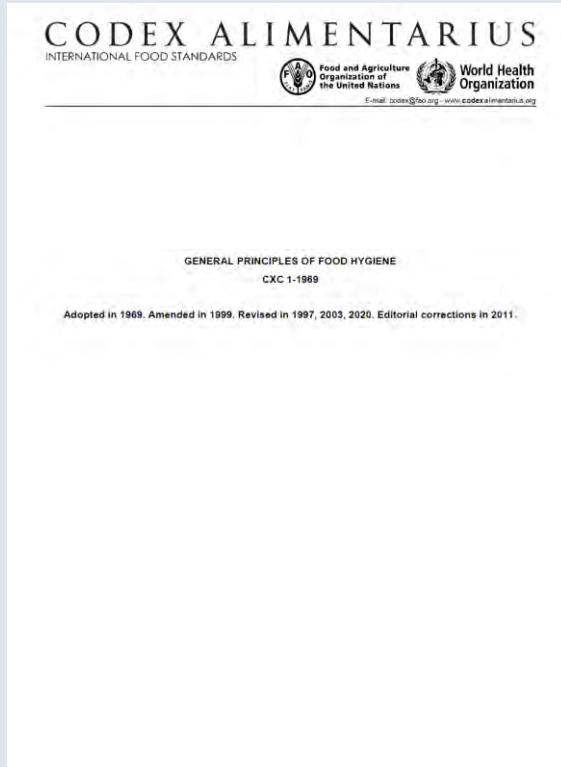 CODEX ALIMENTARIUS
INTERNATIONAL FOOD STANDARDS
Food and Agriculture
Organization of
the United Nations
World Health
Organization
E-mail: codex@fao.org - www.codexalimentarius.org
GENERAL PRINCIPLES OF FOOD HYGIENE
CXC 1-1969
Adopted in 1969. Amended in 1999. Revised in 1997, 2003, 2020. Editorial corrections in 2011.